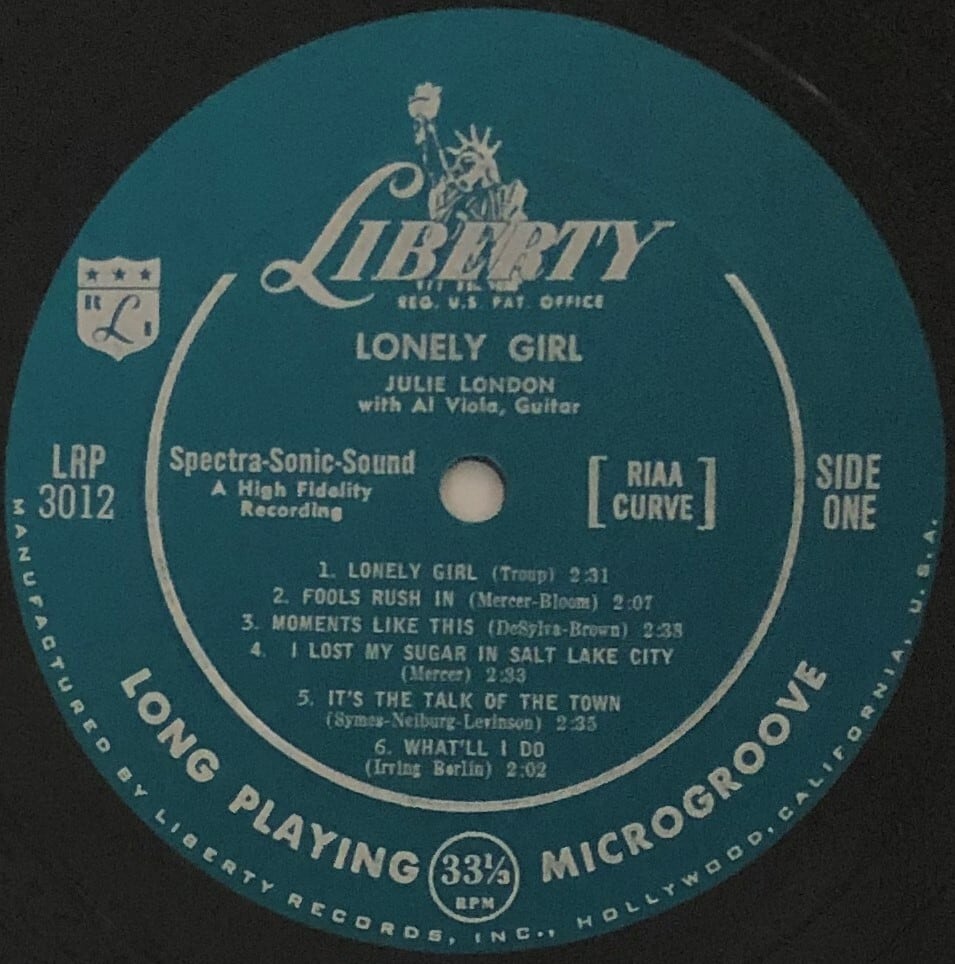 LIBERTY
REG. U.S. PAT. OFFICE
LONELY GIRL
JULIE LONDON
with Al Viola, Guitar
LRP
3012
Spectra-Sonic-Sound
A High Fidelity
Recording
[RIAA
CURVE]
SIDE
ONE
1. LONELY GIRL (Troup) 2:31
2. FOOLS RUSH IN (Mercer-Bloom) 2:07
3. MOMENTS LIKE THIS (DeSylva-Brown) 2:38
4. I LOST MY SUGAR IN SALT LAKE CITY
(Mercer) 2:33
5. IT'S THE TALK OF THE TOWN
(Symes-Neiburg-Levinson) 2:35
6. WHAT'LL I DO
(Irving Berlin) 2:02
LONG PLAYING 33⅓ RPM MICROGROOVE
MANUFACTURED BY LIBERTY RECORDS, INC., HOLLYWOOD, CALIFORNIA, U.S.A.